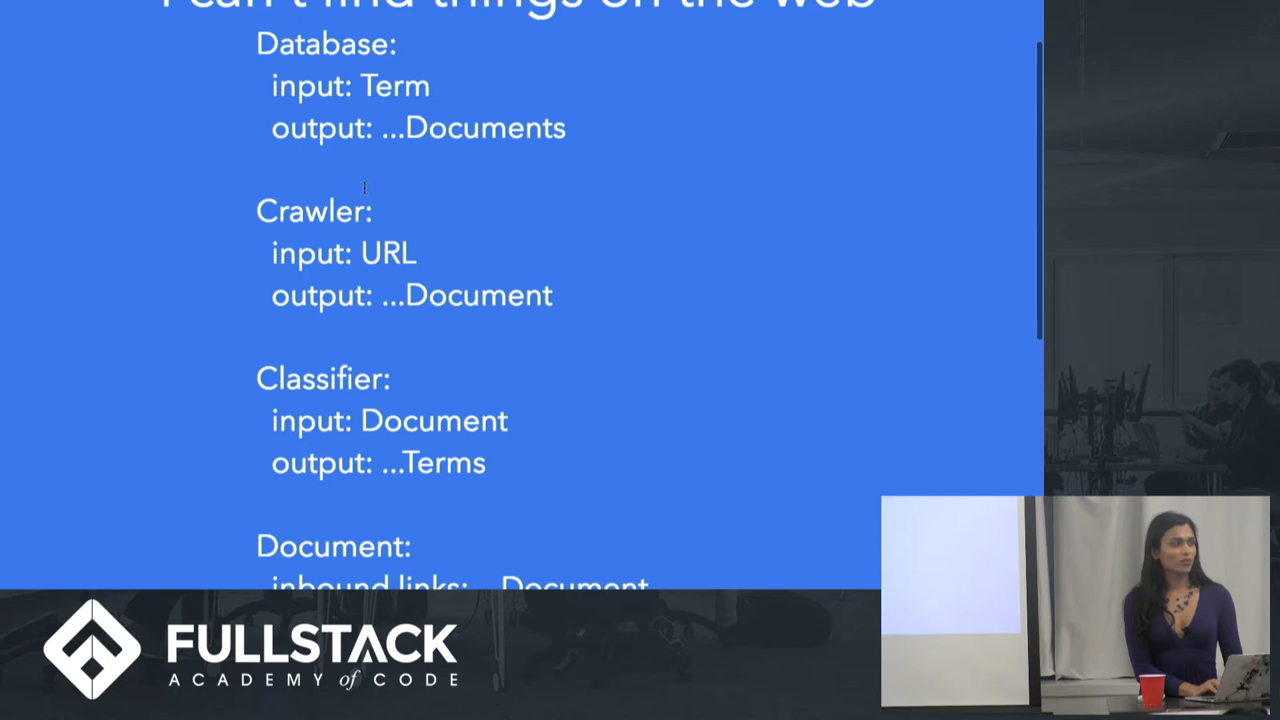 I can't find things on the web
Database:
input: Term
output: ...Documents
Crawler:
input: URL
output: ...Document
Classifier:
input: Document
output: ...Terms
Document:
inbound links: ...Document
FULLSTACK
ACADEMY of CODE